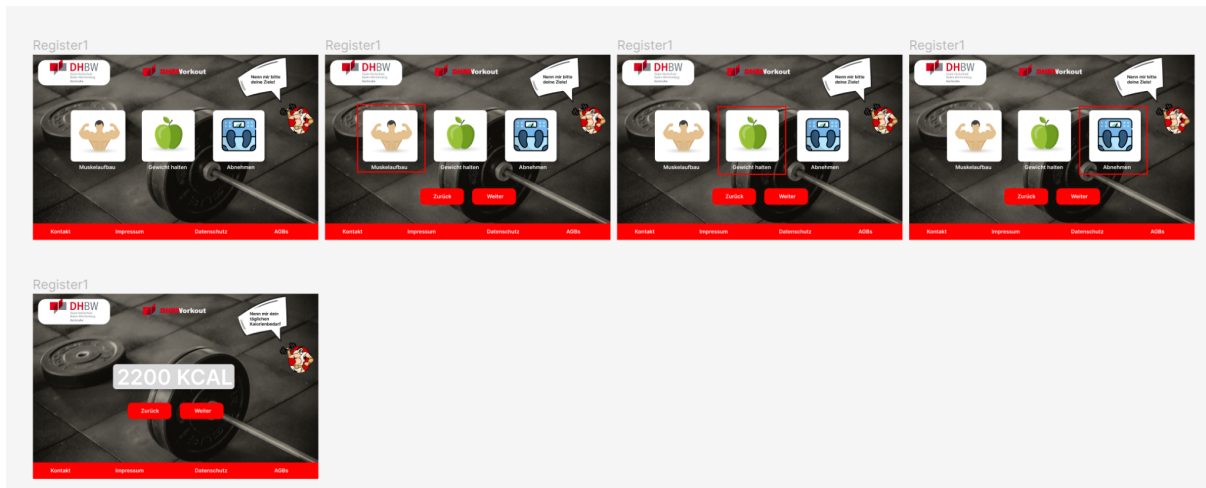 Register1
Register1
Register1
Register1
DHBW
Vorkout
Nenn mir bitte
deine Ziele!
Muskelaufbau
Gewicht halten
Abnehmen
Kontakt
Impressum
Datenschutz
AGBs
DHBW
Vorkout
Nenn mir bitte
deine Ziele!
Muskelaufbau
Gewicht halten
Abnehmen
Zurück
Weiter
Kontakt
Impressum
Datenschutz
AGBs
DHBW
Vorkout
Nenn mir bitte
deine Ziele!
Muskelaufbau
Gewicht halten
Abnehmen
Zurück
Weiter
Kontakt
Impressum
Datenschutz
AGBs
DHBW
Vorkout
Nenn mir bitte
deine Ziele!
Muskelaufbau
Gewicht halten
Abnehmen
Zurück
Weiter
Kontakt
Impressum
Datenschutz
AGBs
Register1
DHBW
Vorkout
Nenn mir dein
täglichen
Kalorienbedarf!
2200 KCAL
Zurück
Weiter
Kontakt
Impressum
Datenschutz
AGBs